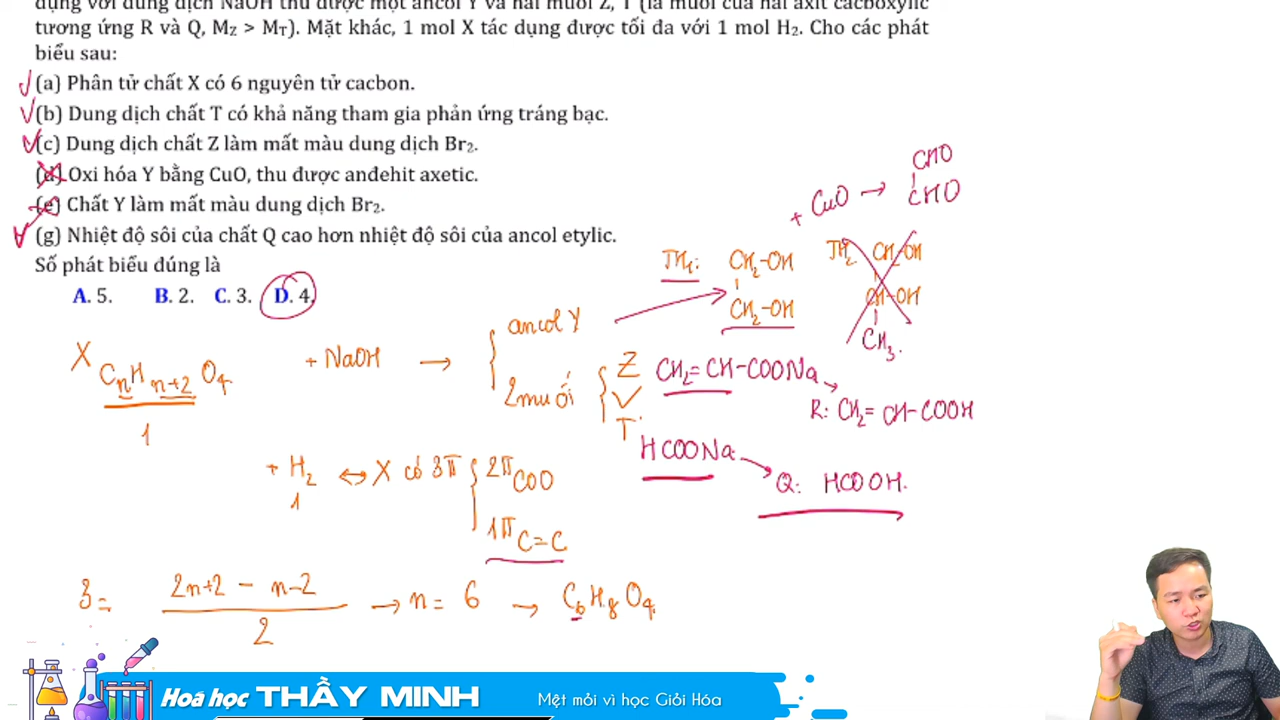 dụng với dung dịch NaOH thu được một ancol Y và hai muối Z, T (là muối của hai axit cacboxylic
tương ứng R và Q, Mz > MT). Mặt khác, 1 mol X tác dụng được tối đa với 1 mol H₂. Cho các phát
biểu sau:
(a) Phân tử chất X có 6 nguyên tử cacbon.
(b) Dung dịch chất T có khả năng tham gia phản ứng tráng bạc.
(c) Dung dịch chất Z làm mất màu dung dịch Br₂.
(d) Oxi hóa Y bằng CuO, thu được anđehit axetic.
(e) Chất Y làm mất màu dung dịch Br₂.
(g) Nhiệt độ sôi của chất Q cao hơn nhiệt độ sôi của ancol etylic.
Số phát biểu đúng là
A. 5. B. 2. C. 3. D. 4.
+ CuO → CHO
CHO
TH₁: CH₂-OH
CH₂-OH
TH₂ CH₂-OH
CH-OH
CH₃.
X CnHn+2O₄ + NaOH → ancol Y
2 muối Z
T
1
CH₂=CH-COONa
R: CH₂=CH-COOH
HCOONa
Q: HCOOH.
+ H₂ ⇔ X có 3π 2π COO
1
1π C=C
3 = 2n+2 - n-2
2
→ n = 6 → C₆H₈O₄
Hoá học THẦY MINH
Mệt mỏi vì học Giỏi Hóa